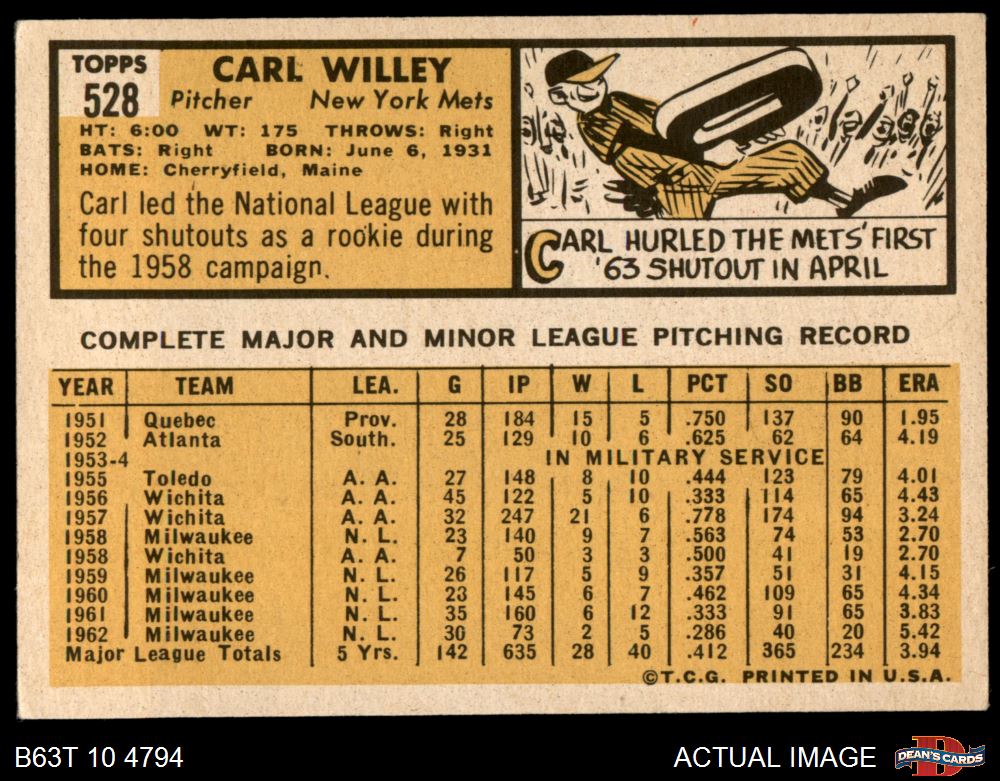 TOPPS
528
CARL WILLEY
Pitcher New York Mets
HT: 6:00 WT: 175 THROWS: Right
BATS: Right BORN: June 6, 1931
HOME: Cherryfield, Maine
Carl led the National League with
four shutouts as a rookie during
the 1958 campaign.
CARL HURLED THE METS' FIRST
'63 SHUTOUT IN APRIL
COMPLETE MAJOR AND MINOR LEAGUE PITCHING RECORD
YEAR TEAM LEA. G IP W L PCT SO BB ERA
1951 Quebec Prov. 28 184 15 5 .750 137 90 1.95
1952 Atlanta South. 25 129 10 6 .625 62 64 4.19
1953-4 IN MILITARY SERVICE
1955 Toledo A. A. 27 148 8 10 .444 123 79 4.01
1956 Wichita A. A. 45 122 5 10 .333 114 65 4.43
1957 Wichita A. A. 32 247 21 6 .778 174 94 3.24
1958 Milwaukee N. L. 23 140 9 7 .563 74 53 2.70
1958 Wichita A. A. 7 50 3 3 .500 41 19 2.70
1959 Milwaukee N. L. 26 117 5 9 .357 51 31 4.15
1960 Milwaukee N. L. 23 145 6 7 .462 109 65 4.34
1961 Milwaukee N. L. 35 160 6 12 .333 91 65 3.83
1962 Milwaukee N. L. 30 73 2 5 .286 40 20 5.42
Major League Totals 5 Yrs. 142 635 28 40 .412 365 234 3.94
©T.C.G. PRINTED IN U.S.A.
B63T 10 4794 ACTUAL IMAGE
DEAN'S CARDS